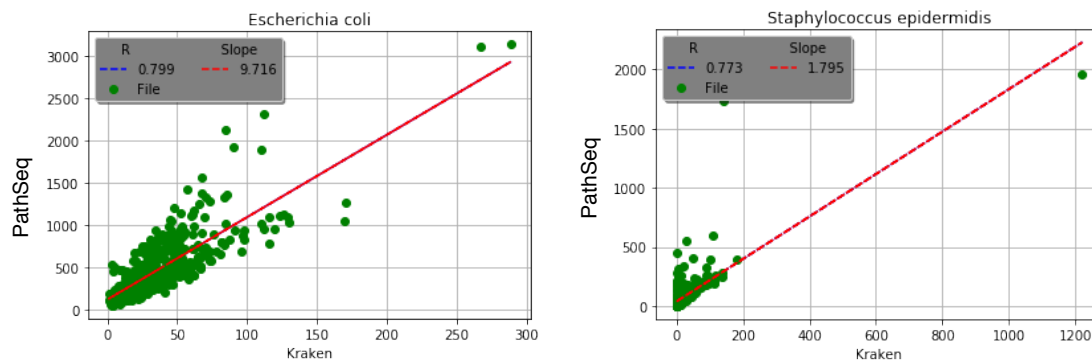 Escherichia coli
R Slope
0.799 9.716
File
3000
2500
2000
1500
1000
500
0
PathSeq
0 50 100 150 200 250 300
Kraken
Staphylococcus epidermidis
R Slope
0.773 1.795
File
2000
1500
1000
500
0
PathSeq
0 200 400 600 800 1000 1200
Kraken